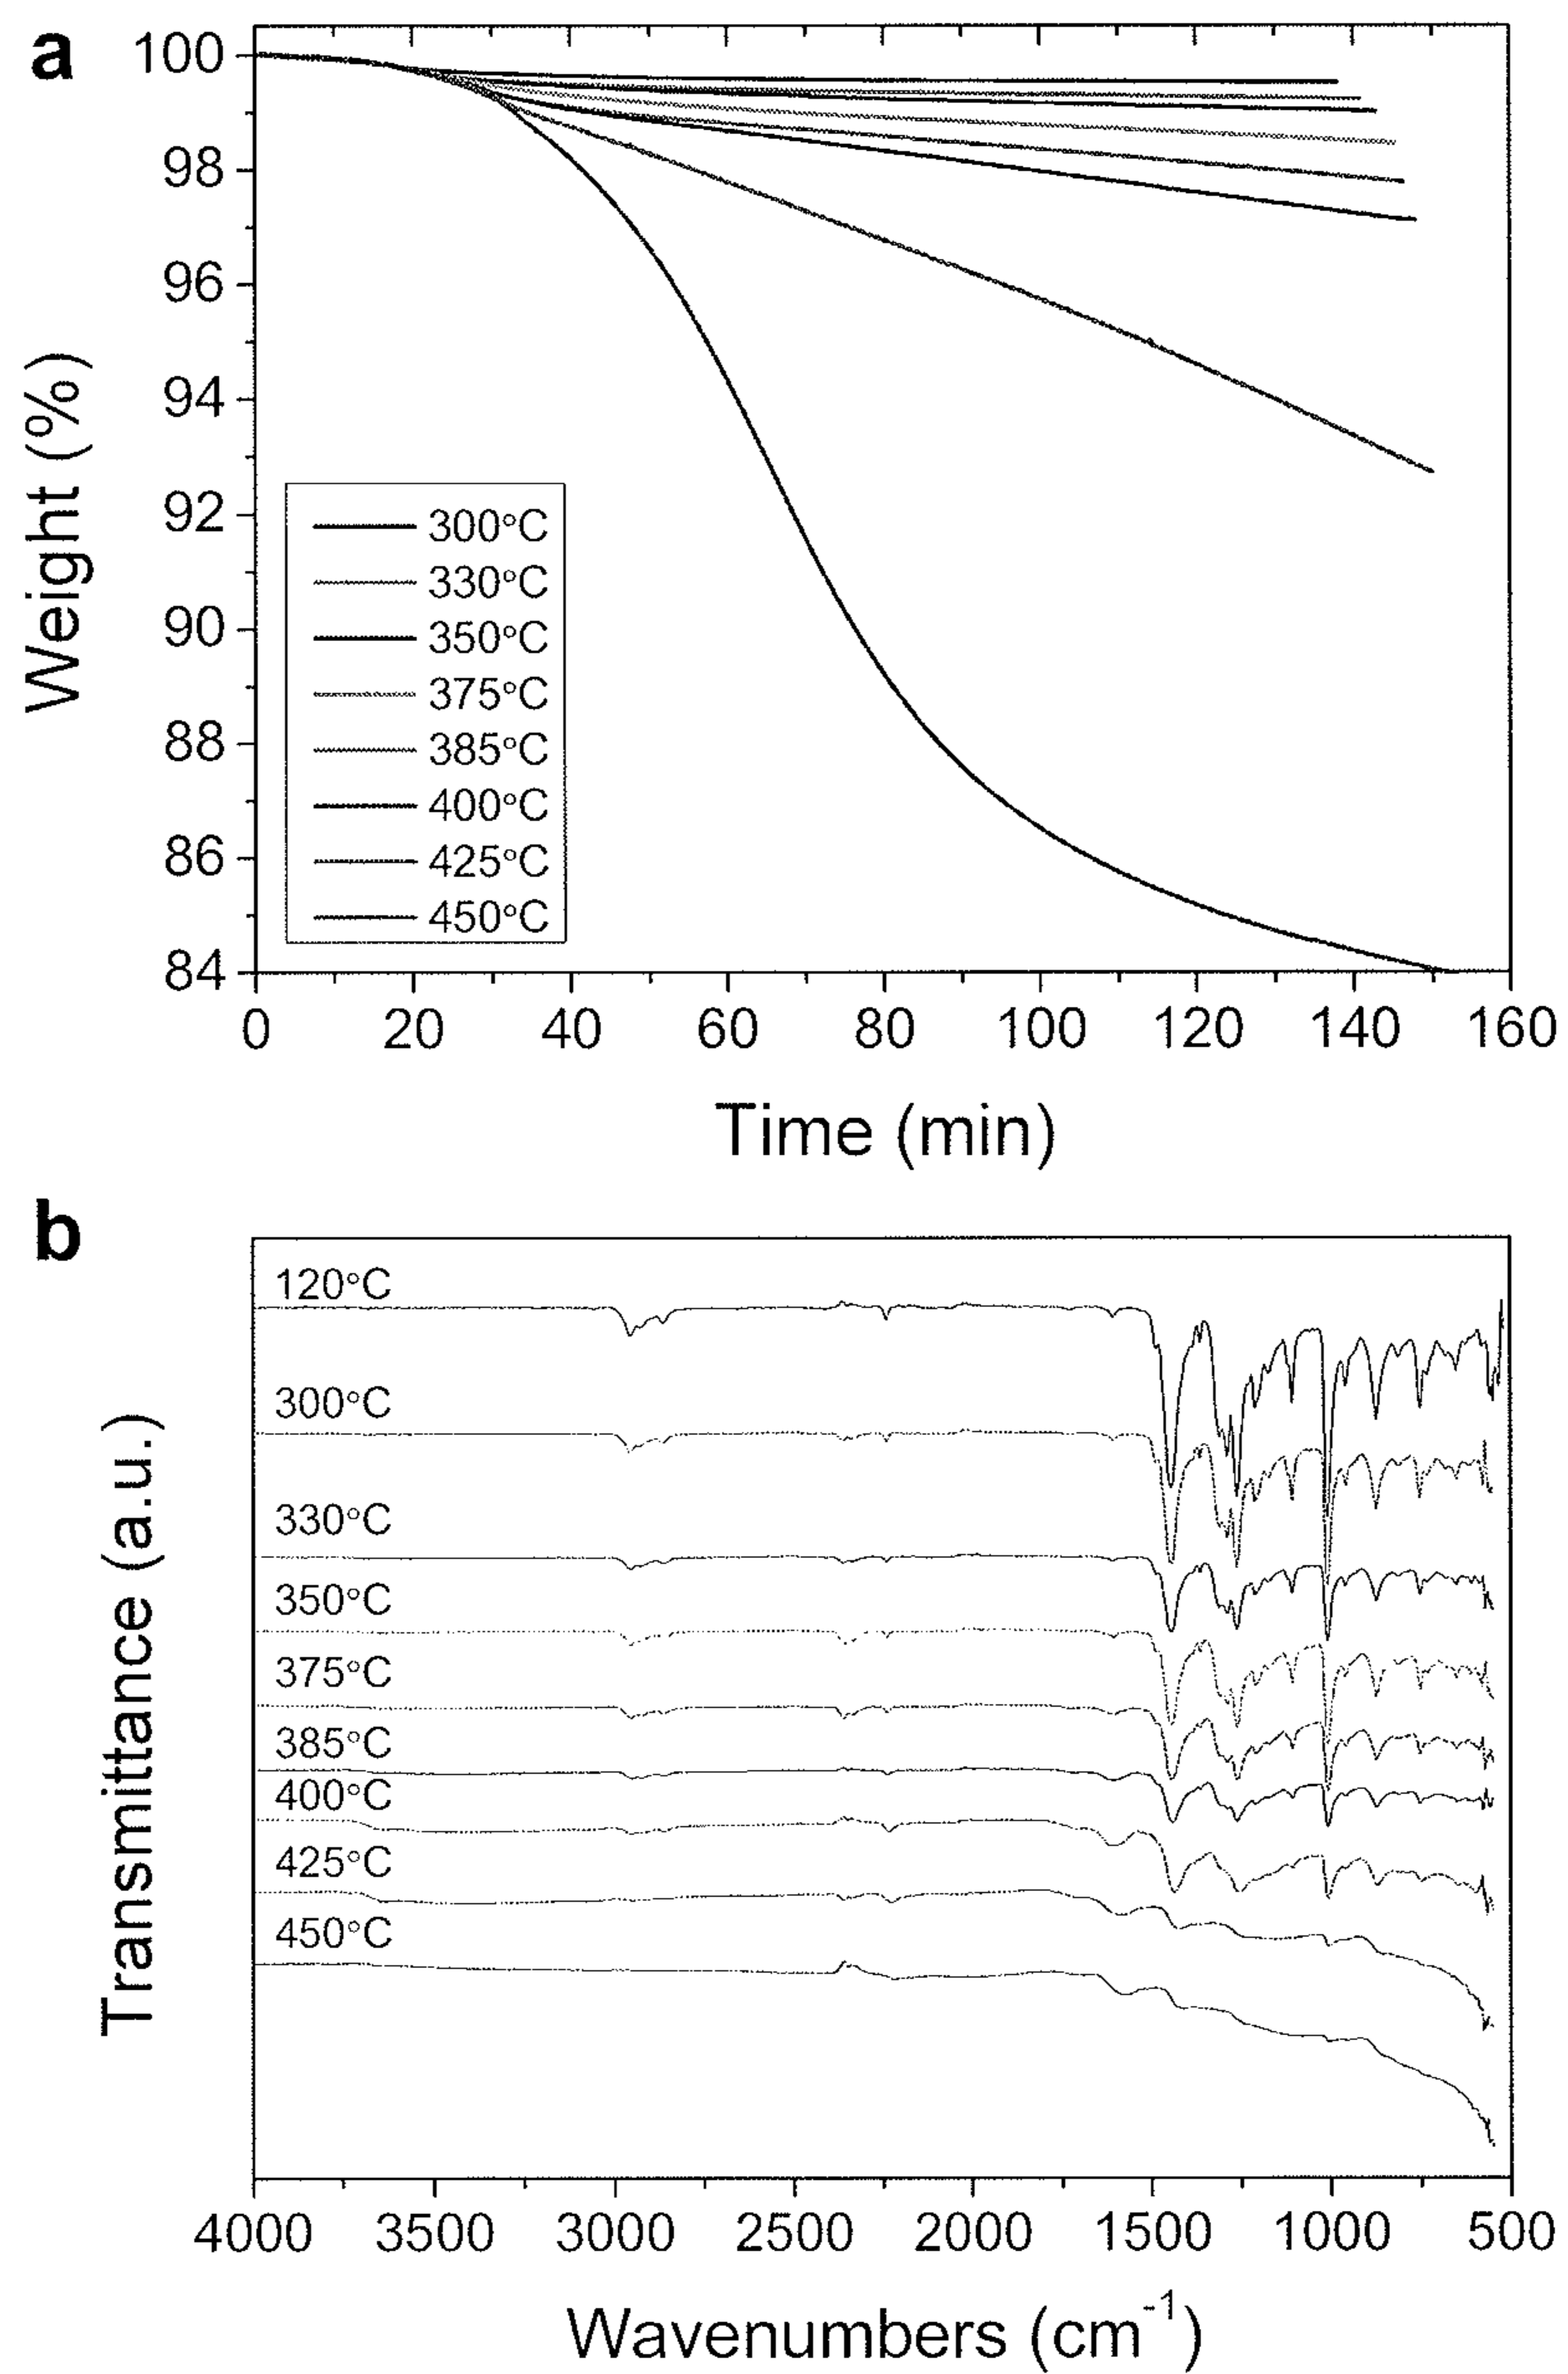 a
100
98
96
94
92
90
88
86
84
Weight (%)
300°C
330°C
350°C
375°C
385°C
400°C
425°C
450°C
0 20 40 60 80 100 120 140 160
Time (min)
b
120°C
300°C
330°C
350°C
375°C
385°C
400°C
425°C
450°C
Transmittance (a.u.)
4000 3500 3000 2500 2000 1500 1000 500
Wavenumbers (cm⁻¹)